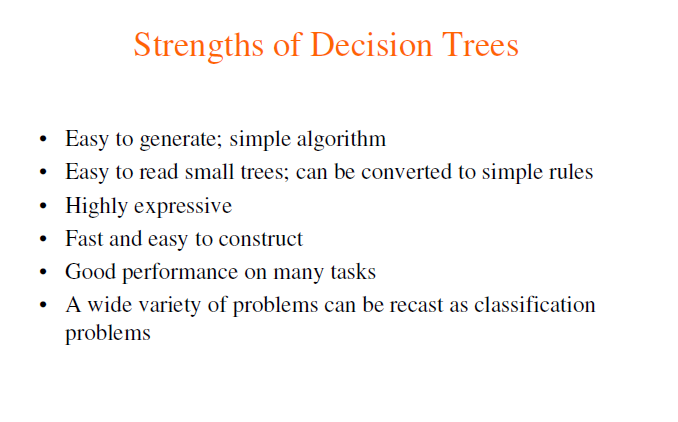 Strengths of Decision Trees
• Easy to generate; simple algorithm
• Easy to read small trees; can be converted to simple rules
• Highly expressive
• Fast and easy to construct
• Good performance on many tasks
• A wide variety of problems can be recast as classification
problems